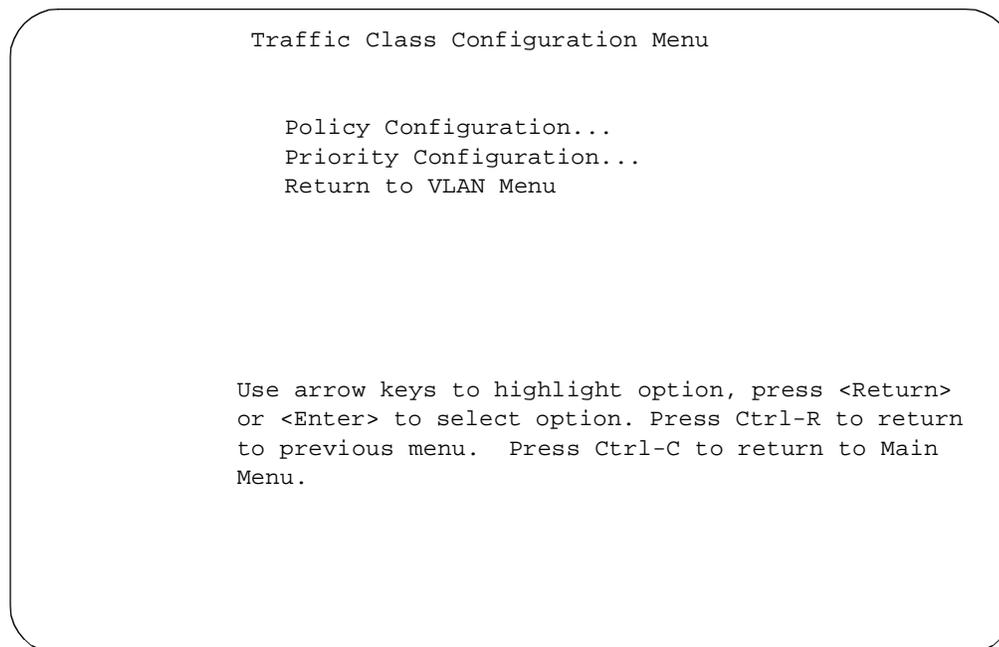 Traffic Class Configuration Menu
Policy Configuration...
Priority Configuration...
Return to VLAN Menu
Use arrow keys to highlight option, press <Return>
or <Enter> to select option. Press Ctrl-R to return
to previous menu.  Press Ctrl-C to return to Main
Menu.